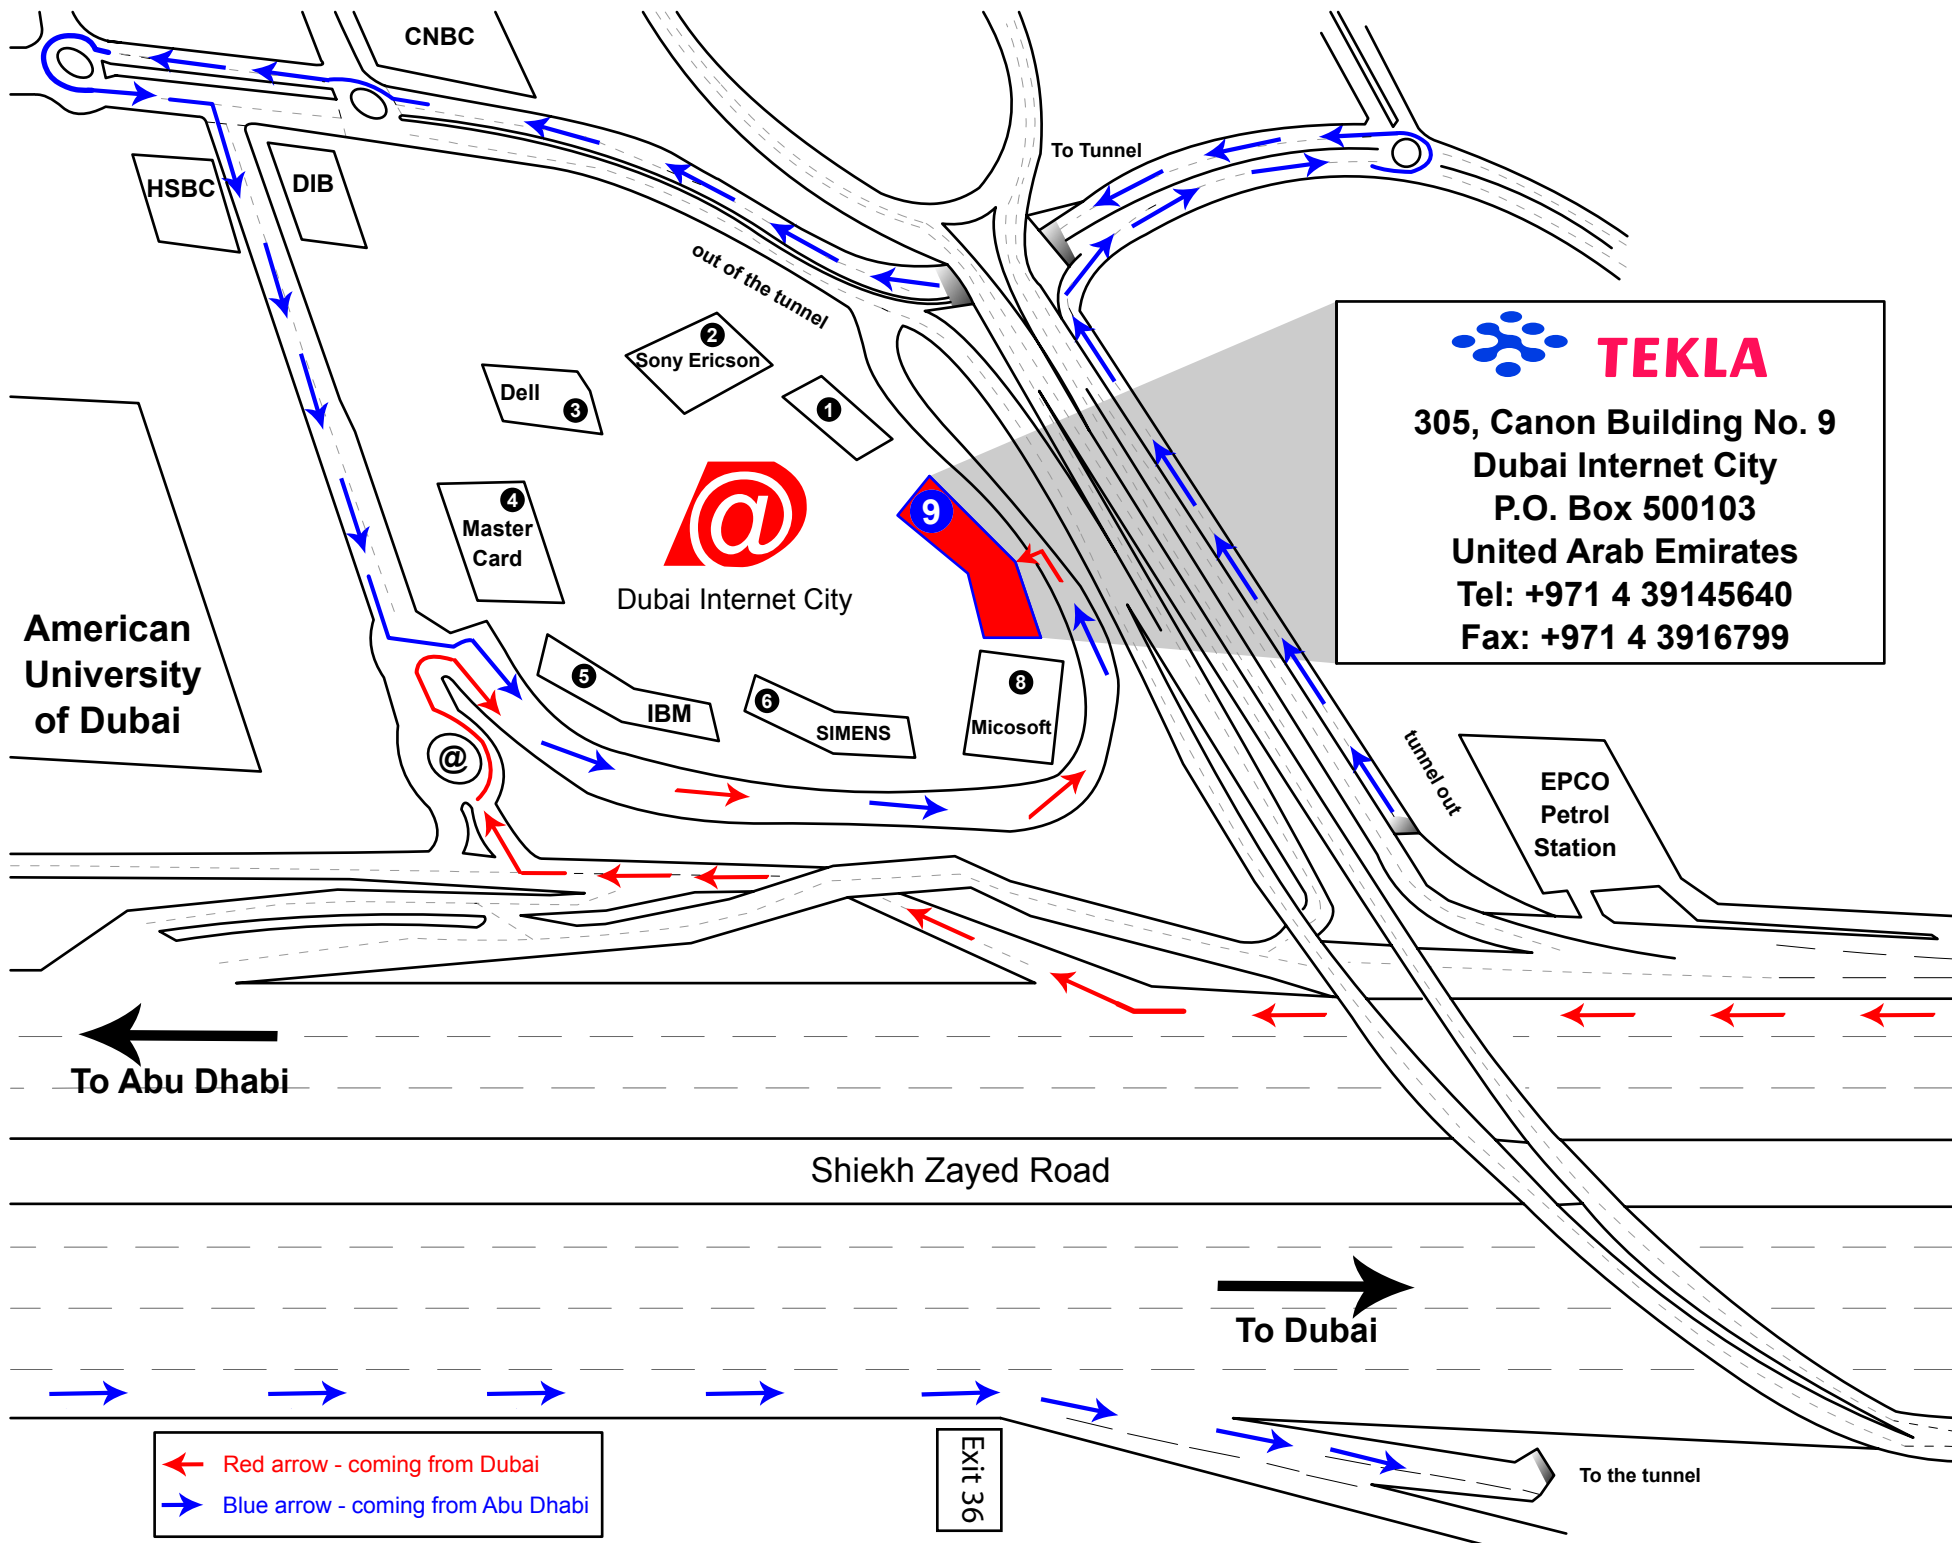 CNBC
To Tunnel
HSBC
DIB
out of the tunnel
2
Sony Ericson
Dell
3
1
TEKLA
305, Canon Building No. 9
Dubai Internet City
P.O. Box 500103
United Arab Emirates
Tel: +971 4 39145640
Fax: +971 4 3916799
4
Master
Card
@
Dubai Internet City
9
American
University
of Dubai
5
IBM
6
SIMENS
8
Micosoft
@
tunnel out
EPCO
Petrol
Station
To Abu Dhabi
Shiekh Zayed Road
To Dubai
Red arrow - coming from Dubai
Blue arrow - coming from Abu Dhabi
Exit 36
To the tunnel